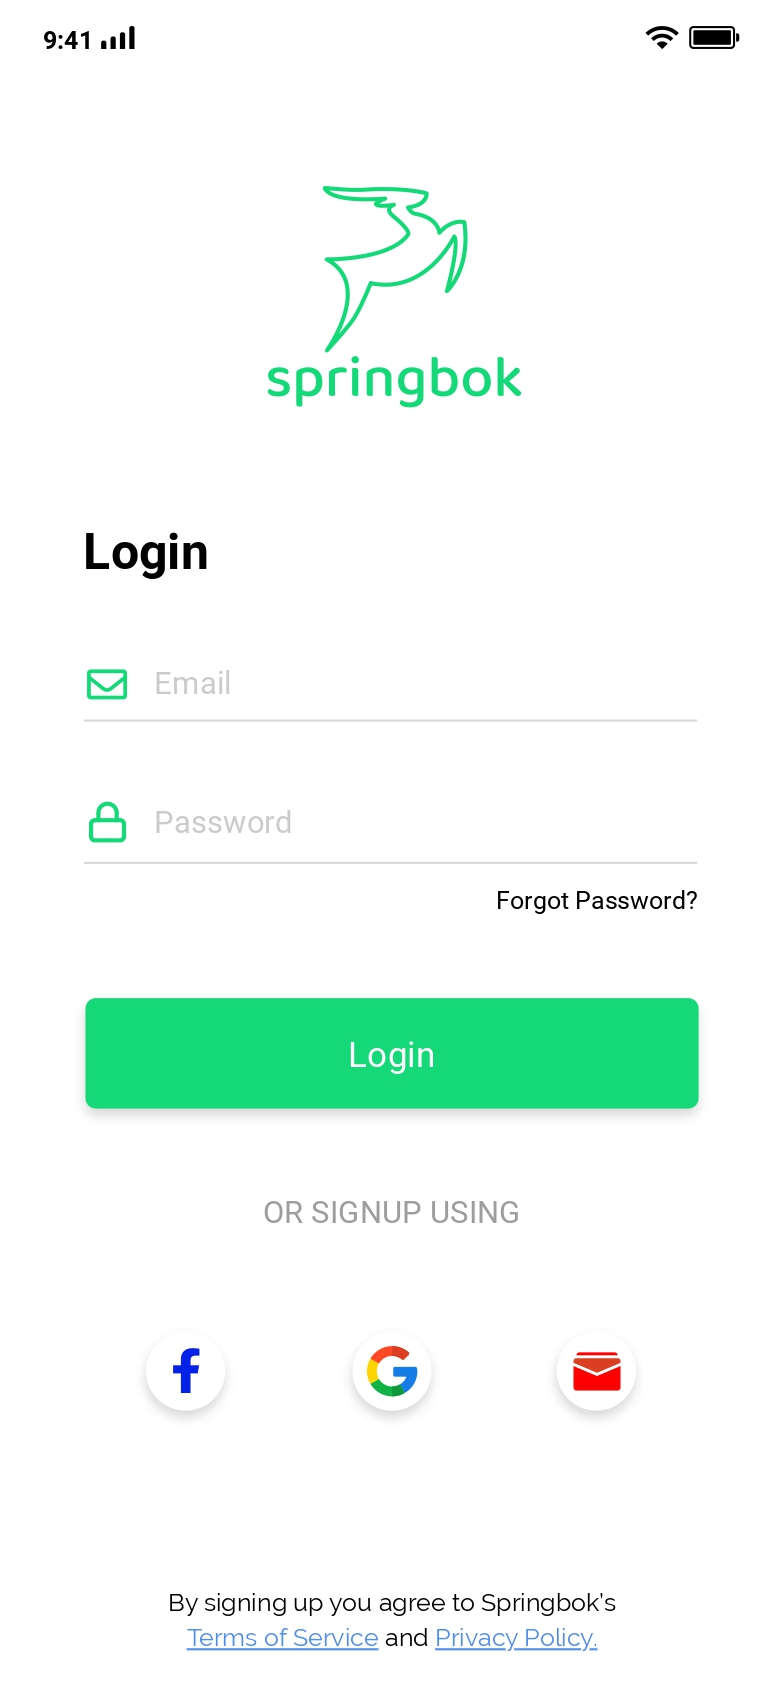 9:41
springbok
Login
Email
Password
Forgot Password?
Login
OR SIGNUP USING
By signing up you agree to Springbok's
Terms of Service and Privacy Policy.